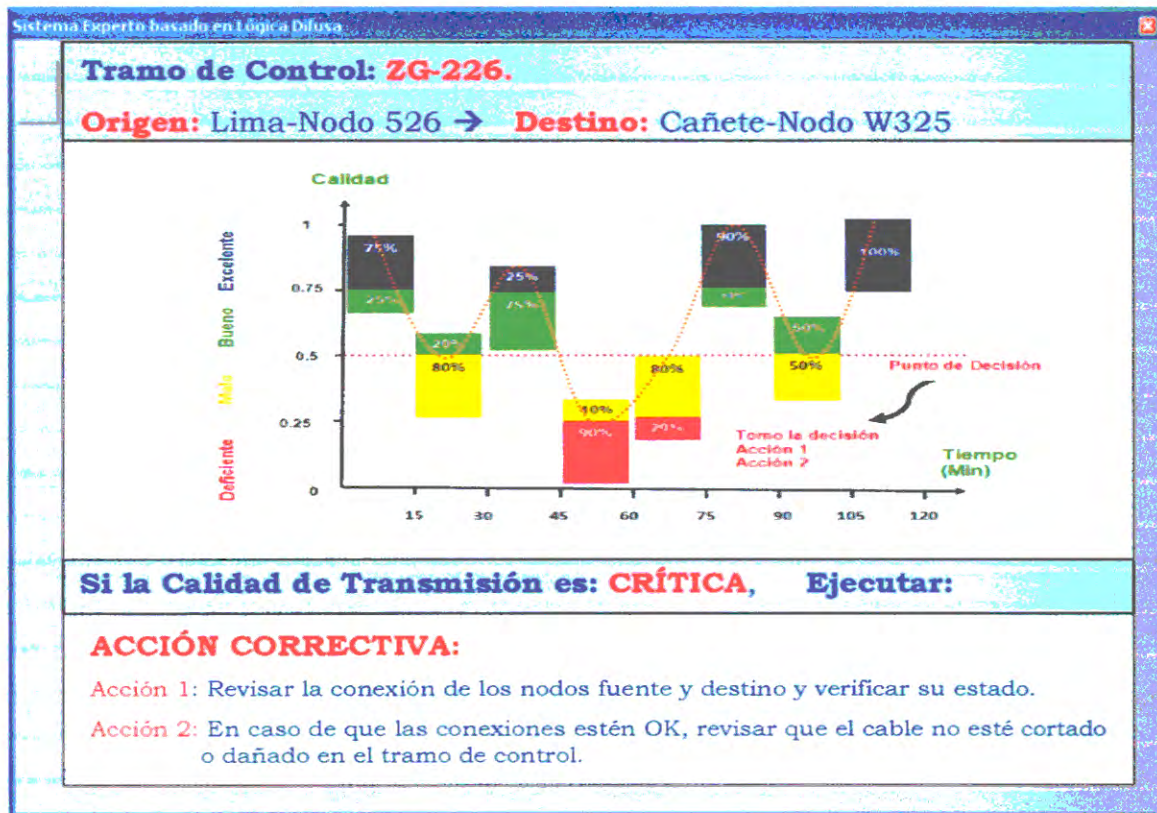 Sistema Experto basado en Lógica Difusa
Tramo de Control: ZG-226.
Origen: Lima-Nodo 526 → Destino: Cañete-Nodo W325
Calidad
1
0.75
0.5
0.25
0
Excelente
Bueno
Malo
Deficiente
75%
25%
20%
80%
25%
75%
10%
90%
80%
20%
90%
50%
50%
100%
Punto de Decisión
Tomo la decisión
Acción 1
Acción 2
Tiempo
(Min)
15 30 45 60 75 90 105 120
Si la Calidad de Transmisión es: CRÍTICA, Ejecutar:
ACCIÓN CORRECTIVA:
Acción 1: Revisar la conexión de los nodos fuente y destino y verificar su estado.
Acción 2: En caso de que las conexiones estén OK, revisar que el cable no esté cortado
o dañado en el tramo de control.